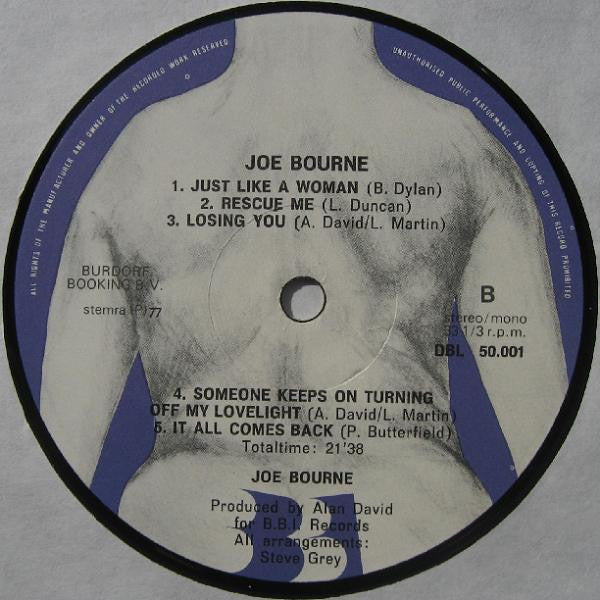 ALL RIGHTS OF THE MANUFACTURER AND OWNER OF THE RECORDED WORK RESERVED
UNAUTHORISED PUBLIC PERFORMANCE AND COPYING OF THIS RECORD PROHIBITED
JOE BOURNE
1. JUST LIKE A WOMAN (B. Dylan)
2. RESCUE ME (L. Duncan)
3. LOSING YOU (A. David/L. Martin)
BURDORF
BOOKING B.V.
stemra (P)77
B
stereo/mono
33 1/3 r.p.m.
DBL 50.001
4. SOMEONE KEEPS ON TURNING
OFF MY LOVELIGHT (A. David/L. Martin)
5. IT ALL COMES BACK (P. Butterfield)
Totaltime: 21'38
JOE BOURNE
Produced by Alan David
for B.B.I. Records
All arrangements:
Steve Grey